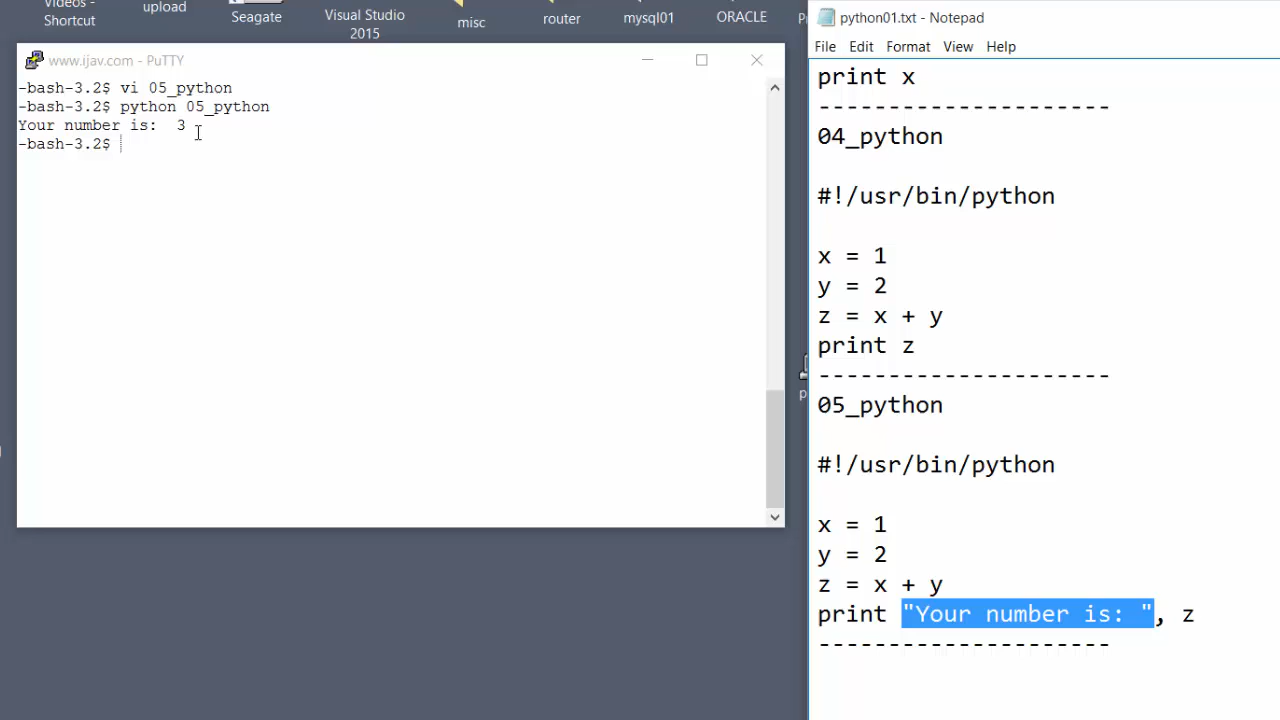 Videos -
Shortcut
upload
Seagate
Visual Studio
2015
misc
router
mysql01
ORACLE
www.ijav.com - PuTTY
-bash-3.2$ vi 05_python
-bash-3.2$ python 05_python
Your number is:  3
-bash-3.2$
python01.txt - Notepad
File Edit Format View Help
print x
---------------------
04_python
#!/usr/bin/python
x = 1
y = 2
z = x + y
print z
---------------------
05_python
#!/usr/bin/python
x = 1
y = 2
z = x + y
print "Your number is: ", z
---------------------